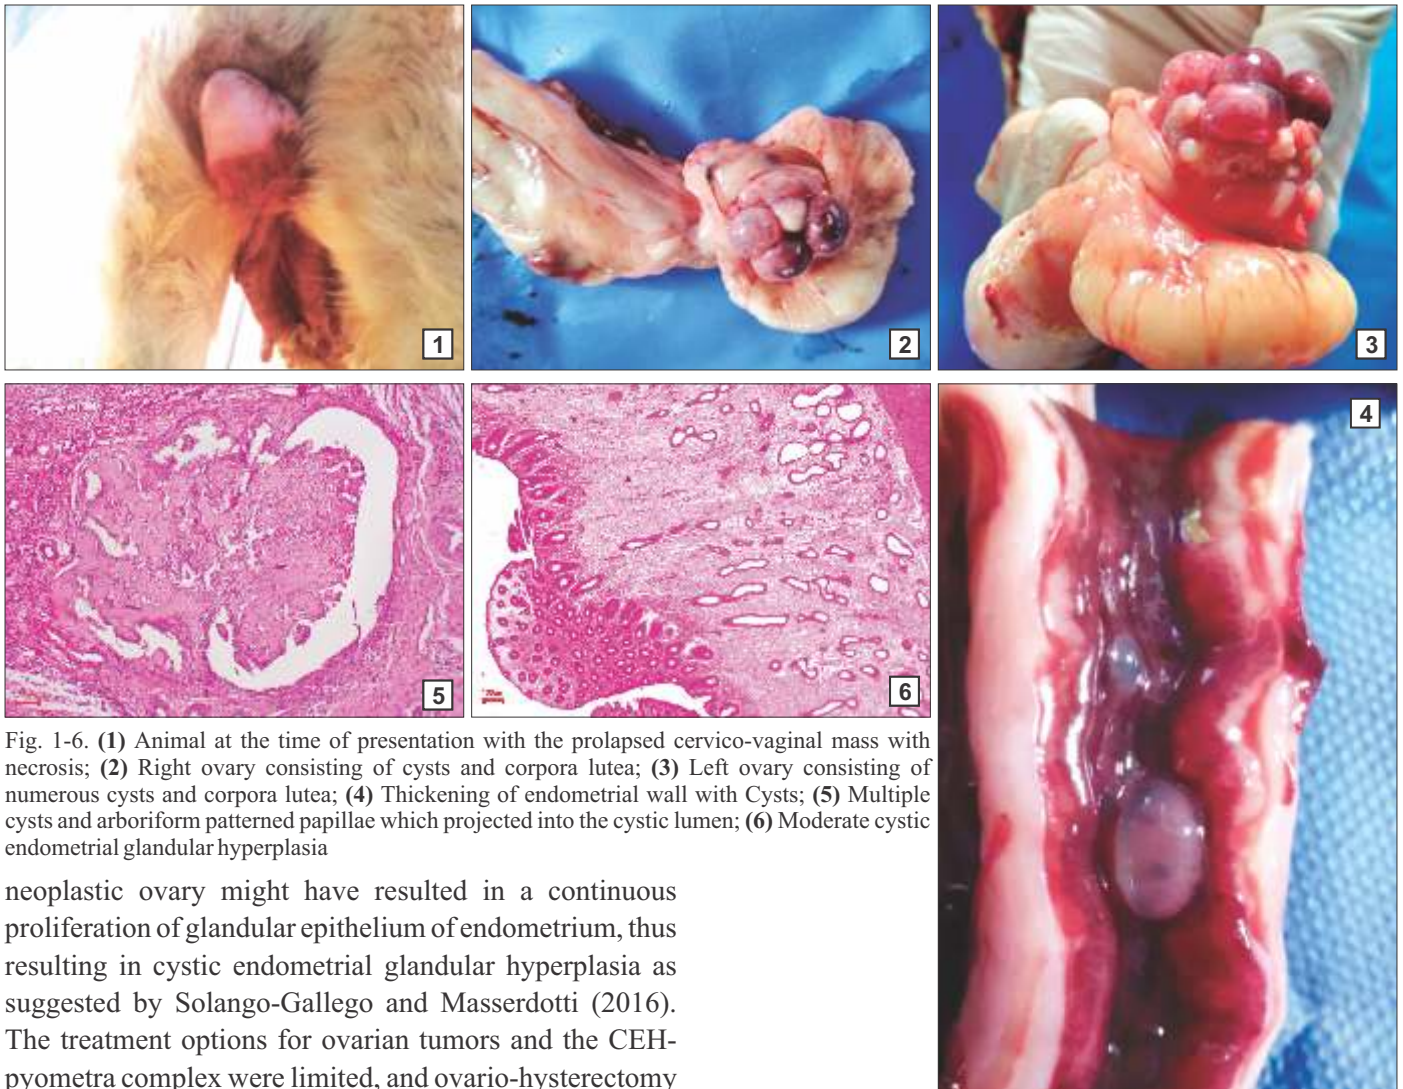 1
2
3
4
5
6
Fig. 1-6. (1) Animal at the time of presentation with the prolapsed cervico-vaginal mass with
necrosis; (2) Right ovary consisting of cysts and corpora lutea; (3) Left ovary consisting of
numerous cysts and corpora lutea; (4) Thickening of endometrial wall with Cysts; (5) Multiple
cysts and arboriform patterned papillae which projected into the cystic lumen; (6) Moderate cystic
endometrial glandular hyperplasia
neoplastic ovary might have resulted in a continuous
proliferation of glandular epithelium of endometrium, thus
resulting in cystic endometrial glandular hyperplasia as
suggested by Solango-Gallego and Masserdotti (2016).
The treatment options for ovarian tumors and the CEH-
pyometra complex were limited, and ovario-hysterectomy